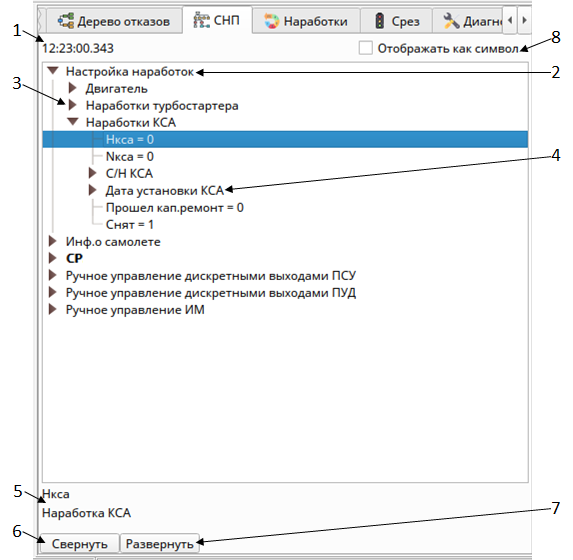 Дерево отказов СНП Наработки Срез Диагн
1 8
12:23:00.343 Отображать как символ
Настройка наработок 2
Двигатель
3 Наработки турбостартера
Наработки КСА
Нкса = 0
Nкса = 0 4
С/Н КСА
Дата установки КСА
Прошел кап.ремонт = 0
Снят = 1
Инф.о самолете
СР
Ручное управление дискретными выходами ПСУ
Ручное управление дискретными выходами ПУД
Ручное управление ИМ
5 Нкса
Наработка КСА 7
6 Свернуть Развернуть